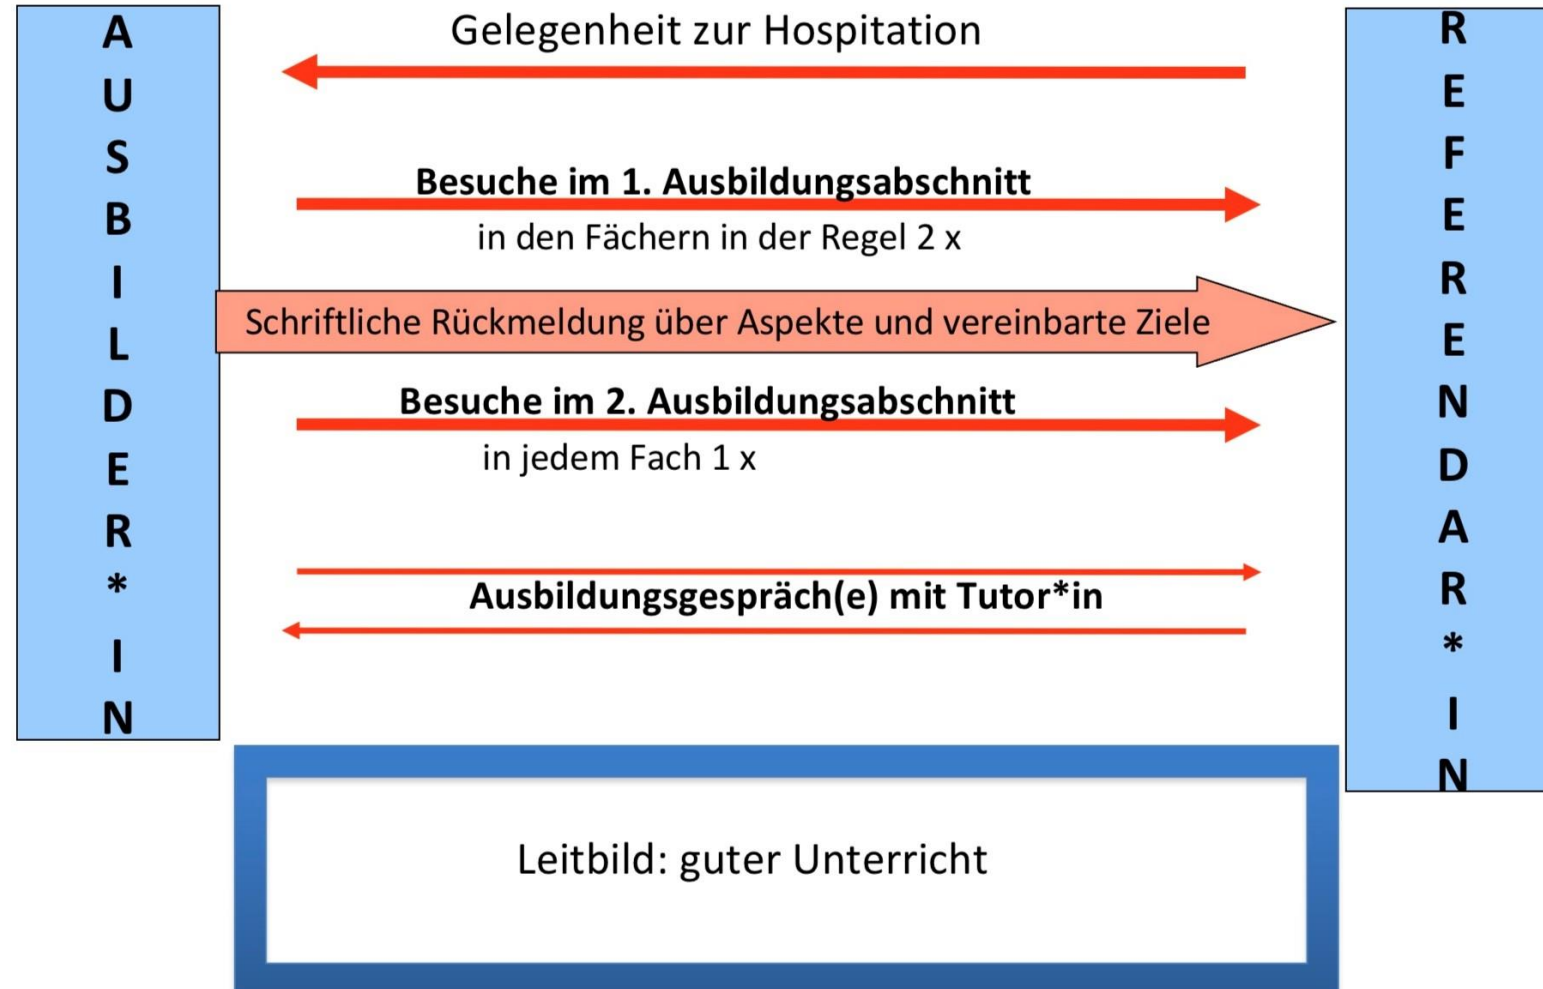 AUSBILDER*IN
Gelegenheit zur Hospitation
Besuche im 1. Ausbildungsabschnitt
in den Fächern in der Regel 2 x
Schriftliche Rückmeldung über Aspekte und vereinbarte Ziele
Besuche im 2. Ausbildungsabschnitt
in jedem Fach 1 x
Ausbildungsgespräch(e) mit Tutor*in
Leitbild: guter Unterricht
REFERENDAR*IN